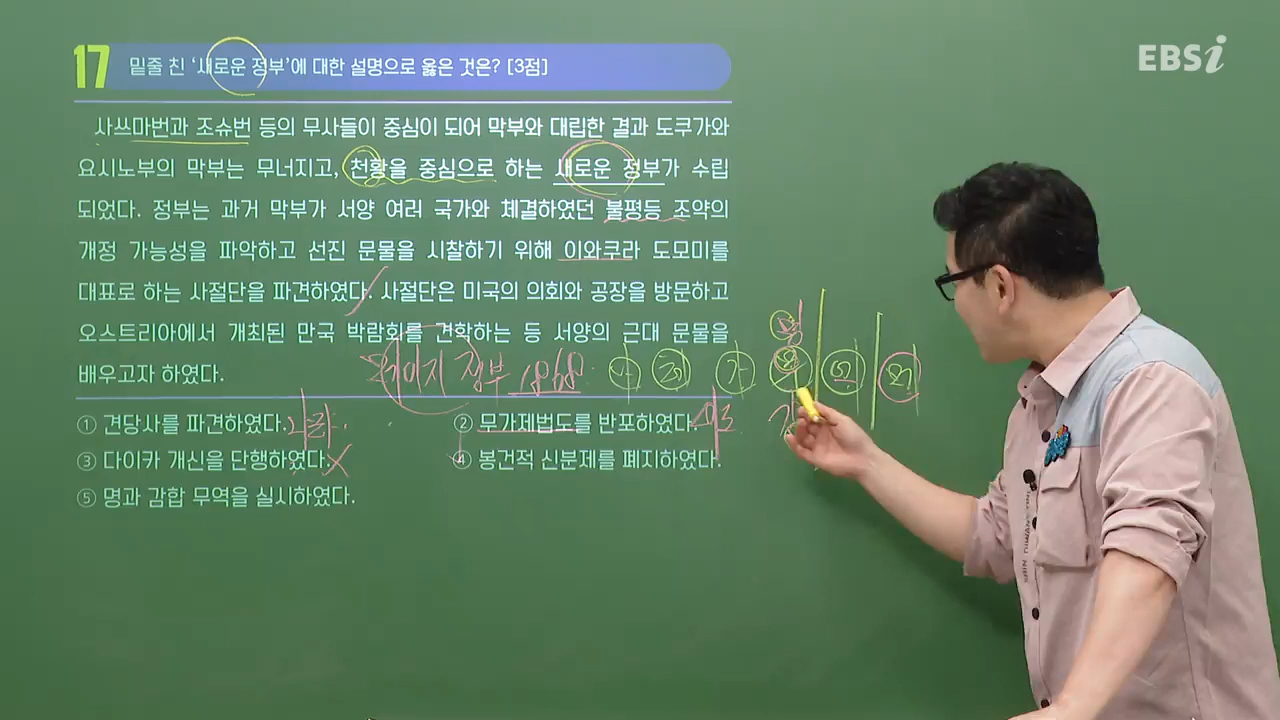 17 밑줄 친 '새로운 정부'에 대한 설명으로 옳은 것은? [3점]
EBSi
사쓰마번과 조슈번 등의 무사들이 중심이 되어 막부와 대립한 결과 도쿠가와
요시노부의 막부는 무너지고, 천황을 중심으로 하는 새로운 정부가 수립
되었다. 정부는 과거 막부가 서양 여러 국가와 체결하였던 불평등 조약의
개정 가능성을 파악하고 선진 문물을 시찰하기 위해 이와쿠라 도모미를
대표로 하는 사절단을 파견하였다. 사절단은 미국의 의회와 공장을 방문하고
오스트리아에서 개최된 만국 박람회를 견학하는 등 서양의 근대 문물을
배우고자 하였다.
메이지 정부 1868
① 견당사를 파견하였다.
② 무가제법도를 반포하였다.
③ 다이카 개신을 단행하였다.
④ 봉건적 신분제를 폐지하였다.
⑤ 명과 감합 무역을 실시하였다.